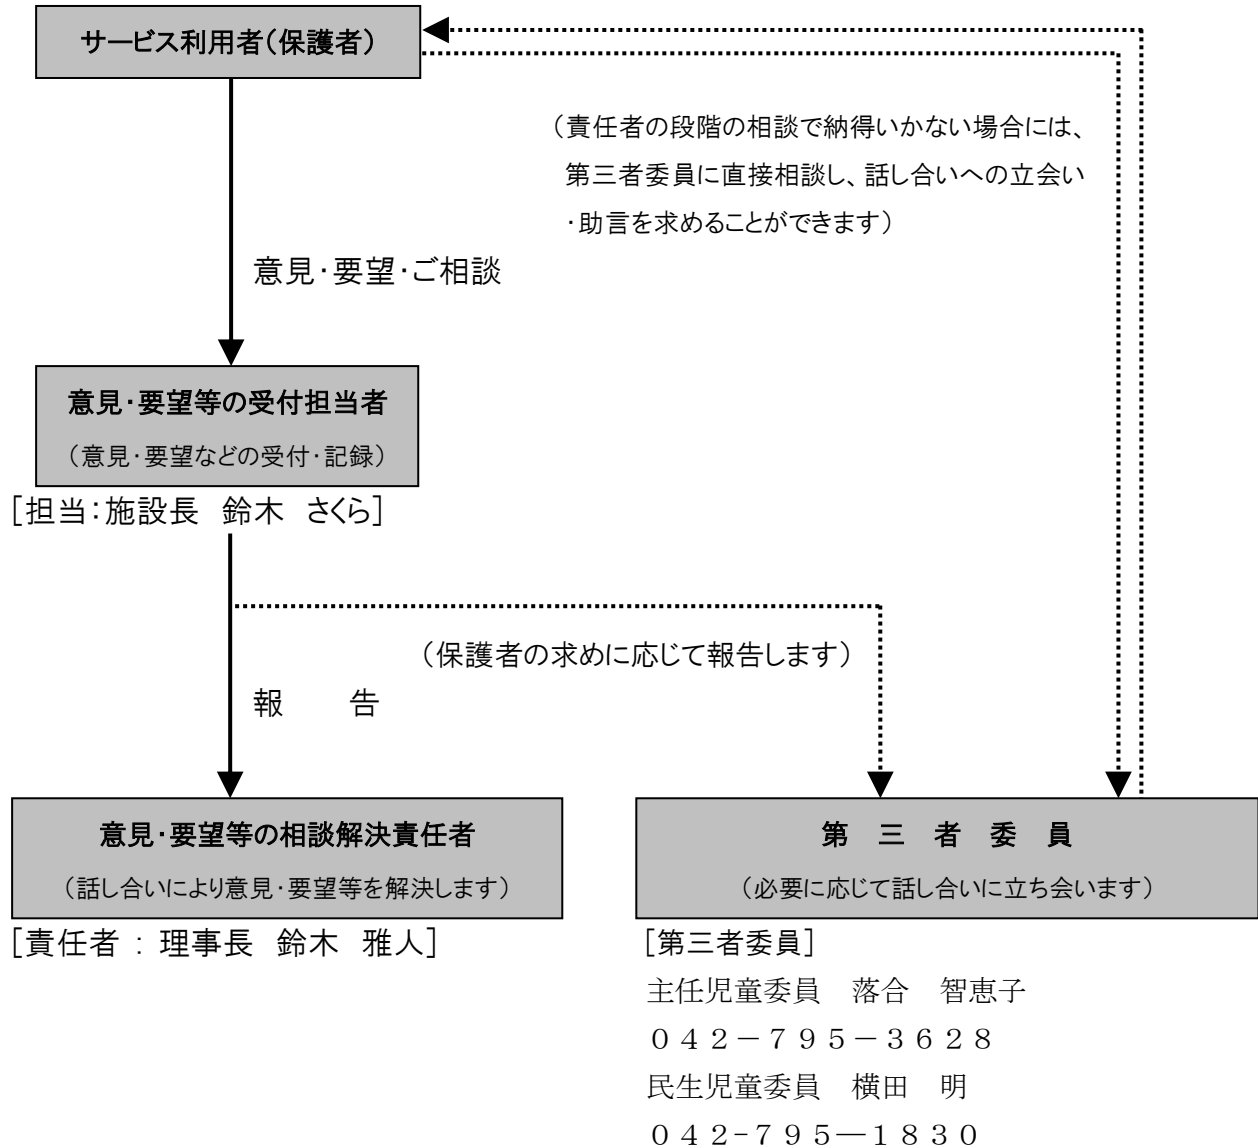 サービス利用者(保護者)
(責任者の段階の相談で納得いかない場合には、
第三者委員に直接相談し、話し合いへの立会い
・助言を求めることができます)
意見・要望・ご相談
意見・要望等の受付担当者
(意見・要望などの受付・記録)
[担当:施設長　鈴木　さくら]
(保護者の求めに応じて報告します)
報　　告
意見・要望等の相談解決責任者
(話し合いにより意見・要望等を解決します)
[責任者 : 理事長　鈴木　雅人]
第　三　者　委　員
(必要に応じて話し合いに立ち会います)
[第三者委員]
主任児童委員　落合　智恵子
０４２－７９５－３６２８
民生児童委員　横田　明
０４２-７９５―１８３０